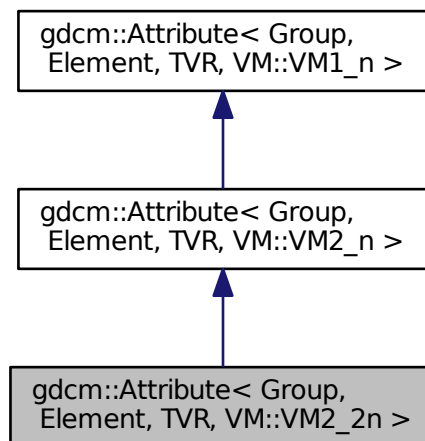 gdcm::Attribute< Group,
Element, TVR, VM::VM1_n >
gdcm::Attribute< Group,
Element, TVR, VM::VM2_n >
gdcm::Attribute< Group,
Element, TVR, VM::VM2_2n >